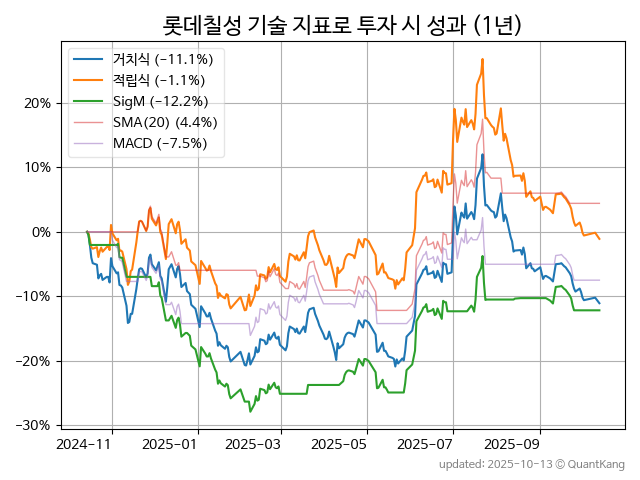 롯데칠성 기술 지표로 투자 시 성과 (1년)
거치식 (-11.1%)
적립식 (-1.1%)
SigM (-12.2%)
SMA(20) (4.4%)
MACD (-7.5%)
20%
10%
0%
-10%
-20%
-30%
2024-11 2025-01 2025-03 2025-05 2025-07 2025-09
updated: 2025-10-13 © QuantKang